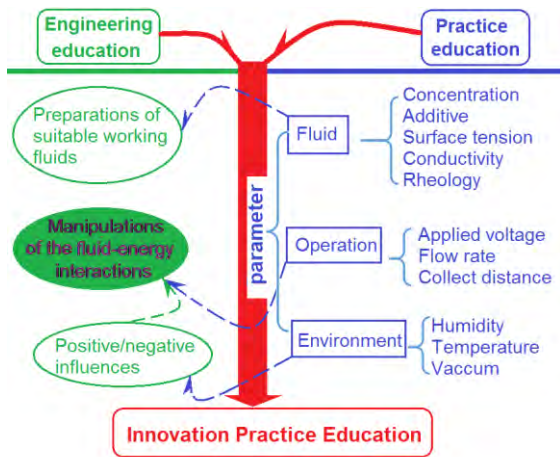 Engineering
education
Practice
education
Preparations of
suitable working
fluids
Fluid
Concentration
Additive
Surface tension
Conductivity
Rheology
parameter
Manipulations
of the fluid-energy
interactions
Operation
Applied voltage
Flow rate
Collect distance
Positive/negative
influences
Environment
Humidity
Temperature
Vaccum
Innovation Practice Education